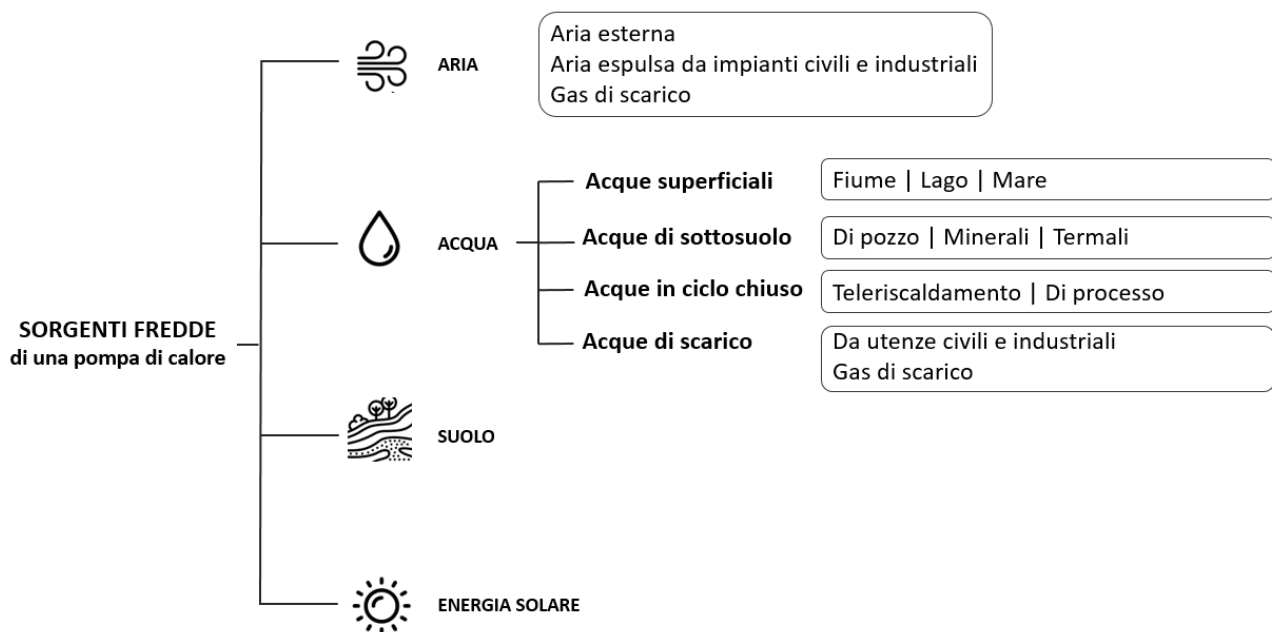 SORGENTI FREDDE
di una pompa di calore
ARIA
Aria esterna
Aria espulsa da impianti civili e industriali
Gas di scarico
ACQUA
Acque superficiali
Fiume | Lago | Mare
Acque di sottosuolo
Di pozzo | Minerali | Termali
Acque in ciclo chiuso
Teleriscaldamento | Di processo
Acque di scarico
Da utenze civili e industriali
Gas di scarico
SUOLO
ENERGIA SOLARE